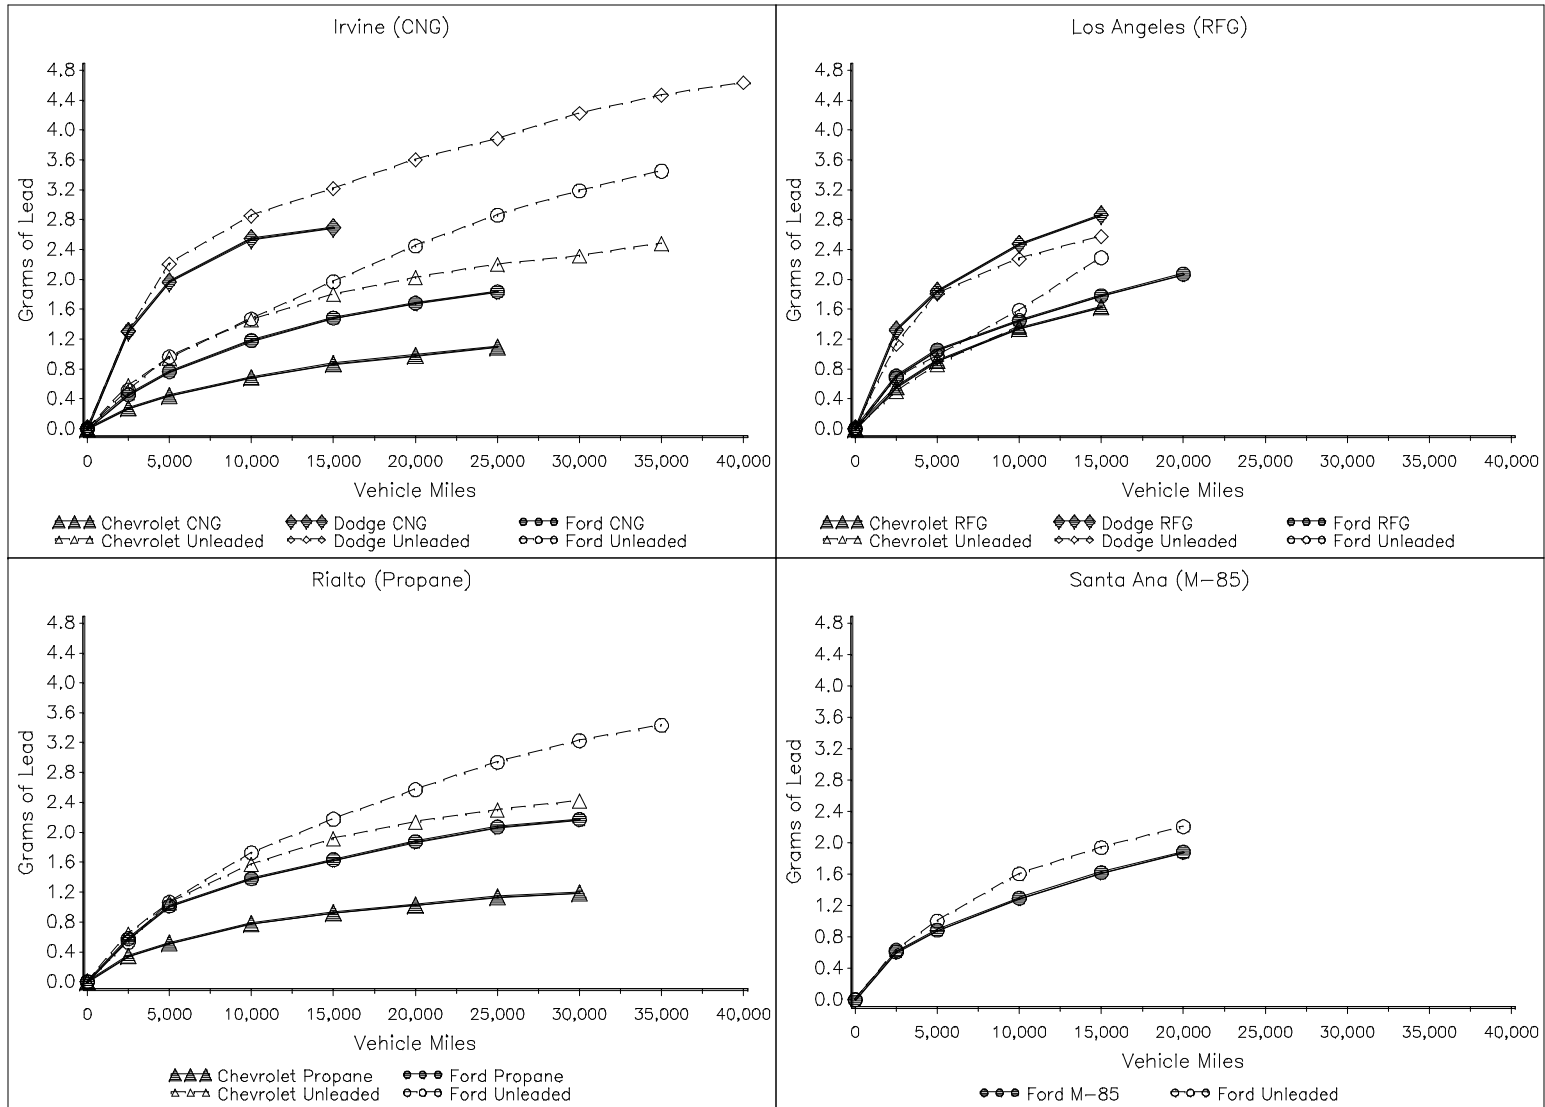 Irvine (CNG)
4.8
4.4
4.0
3.6
3.2
2.8
2.4
2.0
1.6
1.2
0.8
0.4
0.0
Grams of Lead
0 5,000 10,000 15,000 20,000 25,000 30,000 35,000 40,000
Vehicle Miles
Chevrolet CNG Dodge CNG Ford CNG
Chevrolet Unleaded Dodge Unleaded Ford Unleaded
Los Angeles (RFG)
4.8
4.4
4.0
3.6
3.2
2.8
2.4
2.0
1.6
1.2
0.8
0.4
0.0
Grams of Lead
0 5,000 10,000 15,000 20,000 25,000 30,000 35,000 40,000
Vehicle Miles
Chevrolet RFG Dodge RFG Ford RFG
Chevrolet Unleaded Dodge Unleaded Ford Unleaded
Rialto (Propane)
4.8
4.4
4.0
3.6
3.2
2.8
2.4
2.0
1.6
1.2
0.8
0.4
0.0
Grams of Lead
0 5,000 10,000 15,000 20,000 25,000 30,000 35,000 40,000
Vehicle Miles
Chevrolet Propane Ford Propane
Chevrolet Unleaded Ford Unleaded
Santa Ana (M-85)
4.8
4.4
4.0
3.6
3.2
2.8
2.4
2.0
1.6
1.2
0.8
0.4
0.0
Grams of Lead
0 5,000 10,000 15,000 20,000 25,000 30,000 35,000 40,000
Vehicle Miles
Ford M-85 Ford Unleaded